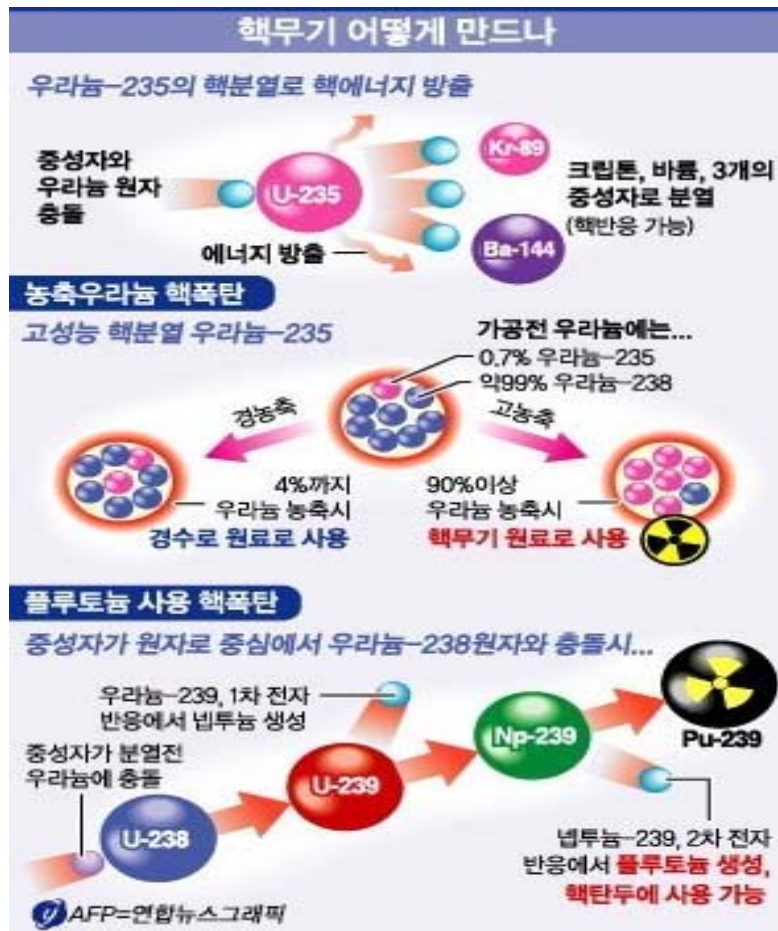 핵무기 어떻게 만드나
우라늄-235의 핵분열로 핵에너지 방출
중성자와
우라늄 원자
충돌
U-235
에너지 방출
Kr-89
Ba-144
크립톤, 바륨, 3개의
중성자로 분열
(핵반응 가능)
농축우라늄 핵폭탄
고성능 핵분열 우라늄-235
가공전 우라늄에는...
0.7% 우라늄-235
약99% 우라늄-238
경농축
고농축
4%까지
우라늄 농축시
경수로 원료로 사용
90%이상
우라늄 농축시
핵무기 원료로 사용
플루토늄 사용 핵폭탄
중성자가 원자로 중심에서 우라늄-238원자와 충돌시...
우라늄-239, 1차 전자
반응에서 넵투늄 생성
중성자가 분열전
우라늄에 충돌
U-238
U-239
Np-239
Pu-239
넵투늄-239, 2차 전자
반응에서 플루토늄 생성,
핵탄두에 사용 가능
y AFP=연합뉴스그래픽